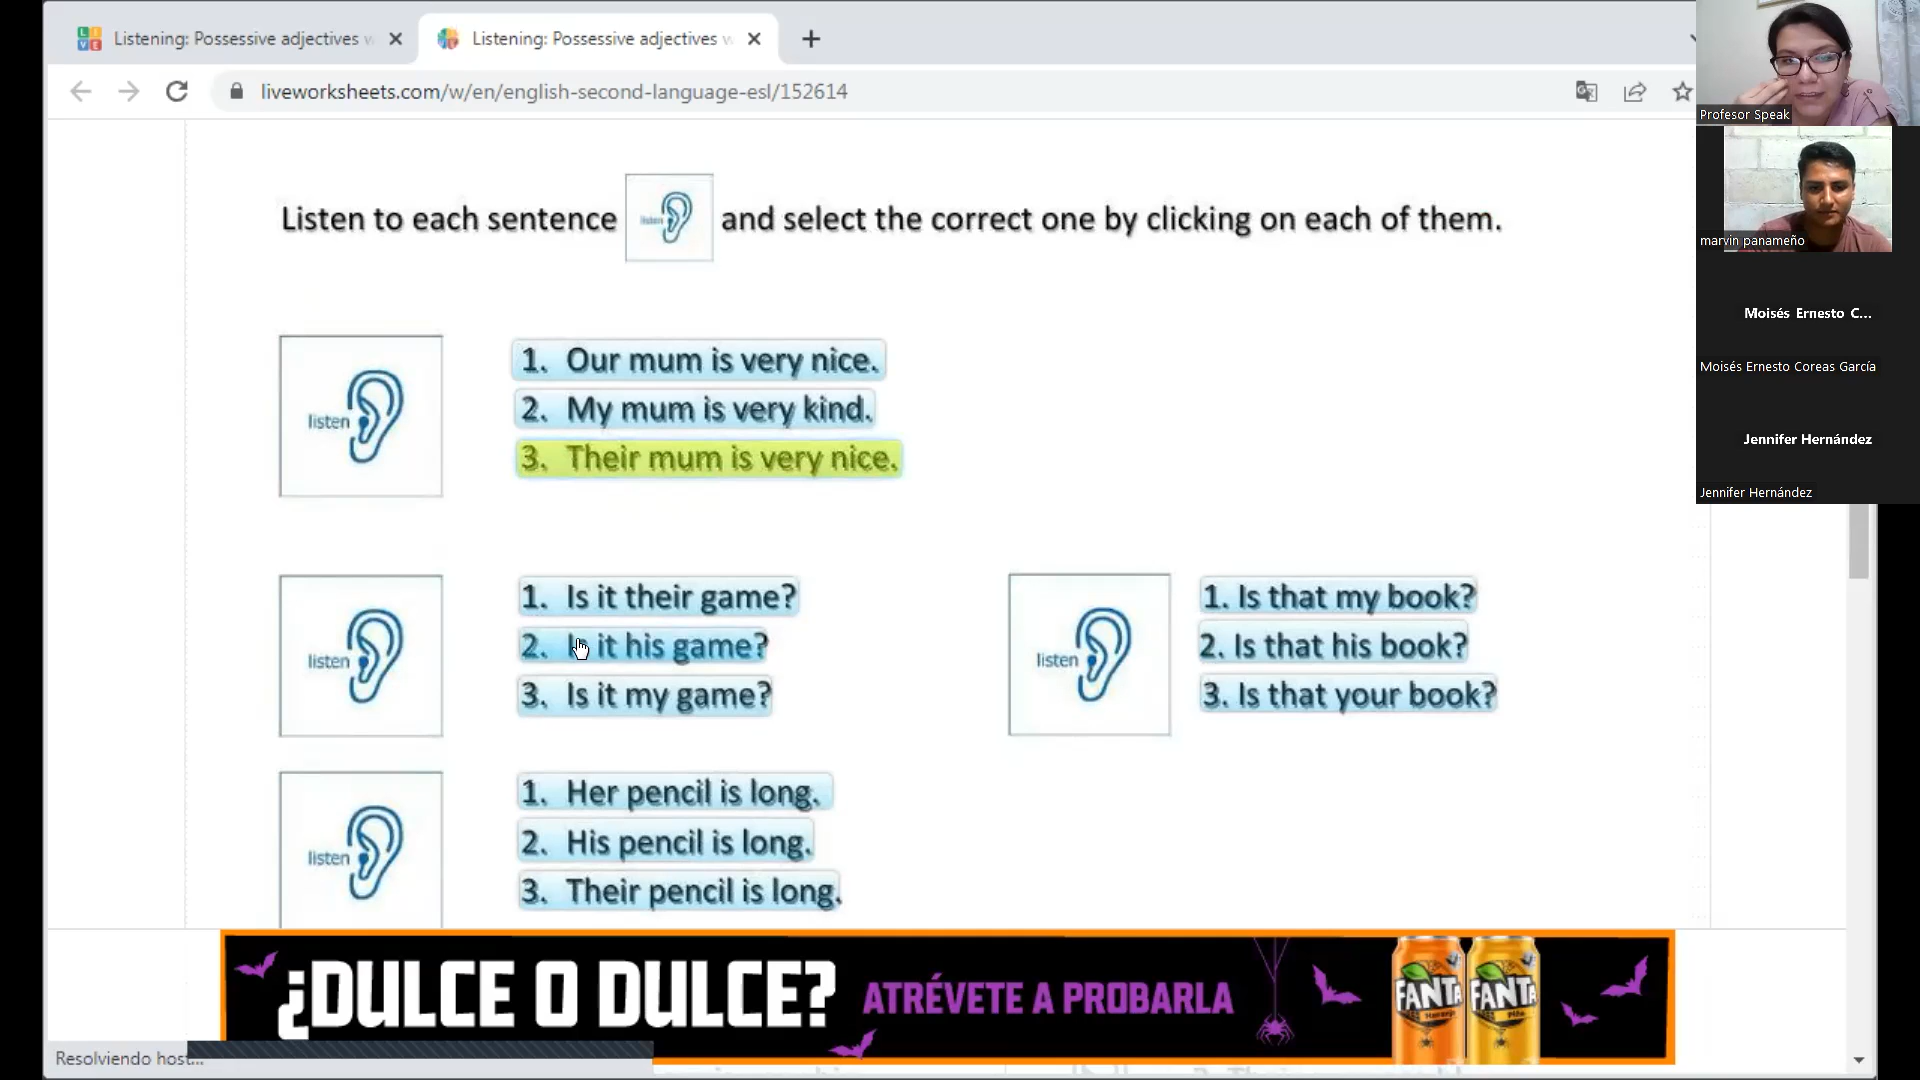 Listening: Possessive adjectives
Listening: Possessive adjectives
liveworksheets.com/w/en/english-second-language-esl/152614
Profesor Speak
marvin panameño
Moisés Ernesto C...
Moisés Ernesto Coreas García
Jennifer Hernández
Jennifer Hernández
Listen to each sentence listen and select the correct one by clicking on each of them.
listen
1. Our mum is very nice.
2. My mum is very kind.
3. Their mum is very nice.
listen
1. Is it their game?
2. Is it his game?
3. Is it my game?
listen
1. Is that my book?
2. Is that his book?
3. Is that your book?
listen
1. Her pencil is long.
2. His pencil is long.
3. Their pencil is long.
¿DULCE O DULCE? ATRÉVETE A PROBARLA
FANTA FANTA
Naranja Piña
Resolviendo host...